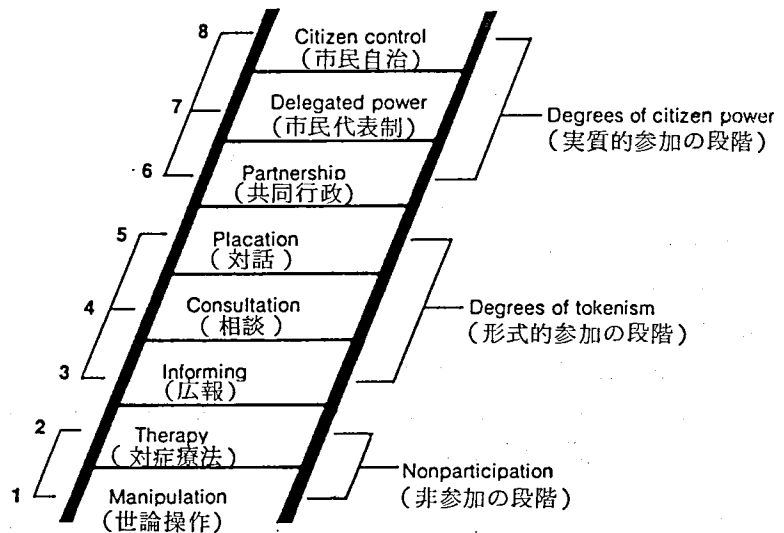 8
Citizen control
（市民自治）
7
Delegated power
（市民代表制）
6
Partnership
（共同行政）
Degrees of citizen power
（実質的参加の段階）
5
Placation
（対話）
4
Consultation
（相談）
3
Informing
（広報）
Degrees of tokenism
（形式的参加の段階）
2
Therapy
（対症療法）
1
Manipulation
（世論操作）
Nonparticipation
（非参加の段階）